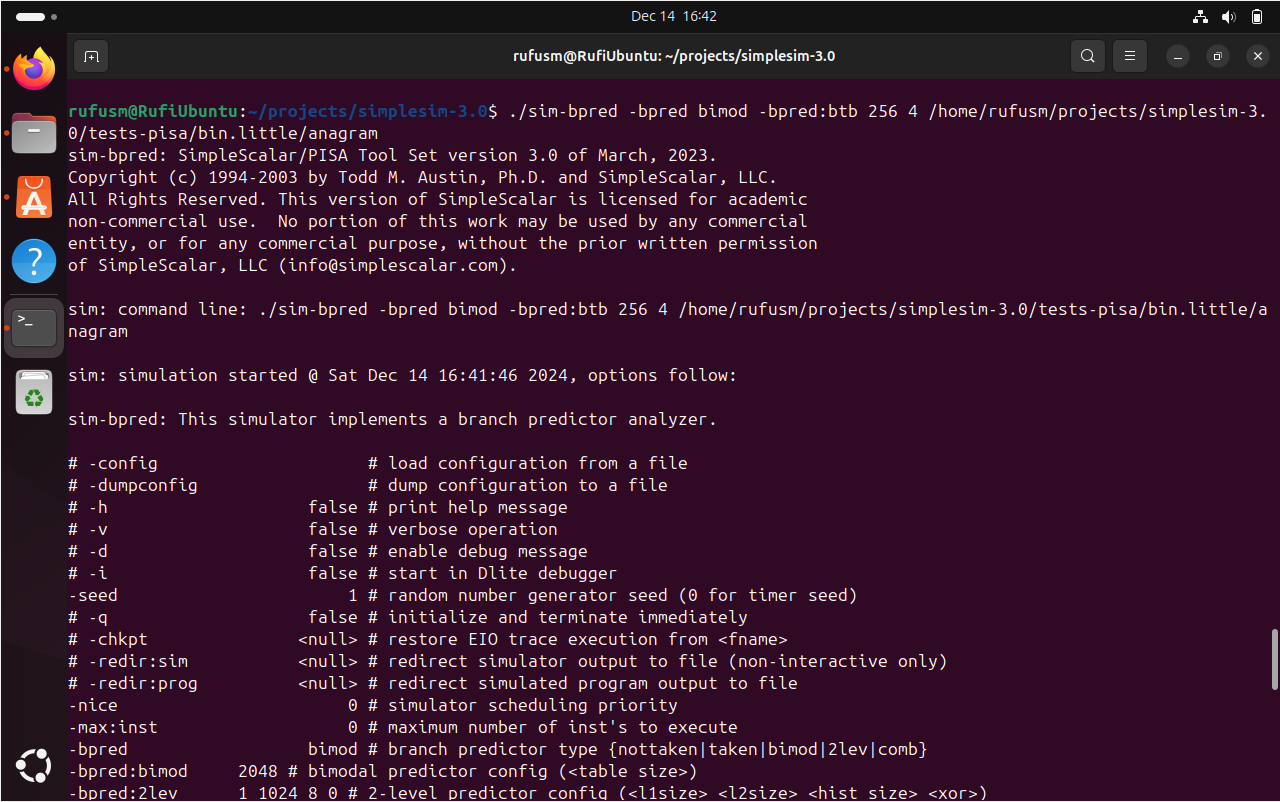 Dec 14 16:42
rufusm@RufiUbuntu: ~/projects/simplesim-3.0
rufusm@RufiUbuntu:~/projects/simplesim-3.0$ ./sim-bpred -bpred bimod -bpred:btb 256 4 /home/rufusm/projects/simplesim-3.
0/tests-pisa/bin.little/anagram
sim-bpred: SimpleScalar/PISA Tool Set version 3.0 of March, 2023.
Copyright (c) 1994-2003 by Todd M. Austin, Ph.D. and SimpleScalar, LLC.
All Rights Reserved. This version of SimpleScalar is licensed for academic
non-commercial use.  No portion of this work may be used by any commercial
entity, or for any commercial purpose, without the prior written permission
of SimpleScalar, LLC (info@simplescalar.com).
sim: command line: ./sim-bpred -bpred bimod -bpred:btb 256 4 /home/rufusm/projects/simplesim-3.0/tests-pisa/bin.little/a
nagram
sim: simulation started @ Sat Dec 14 16:41:46 2024, options follow:
sim-bpred: This simulator implements a branch predictor analyzer.
# -config                     # load configuration from a file
# -dumpconfig                 # dump configuration to a file
# -h                    false # print help message
# -v                    false # verbose operation
# -d                    false # enable debug message
# -i                    false # start in Dlite debugger
-seed                       1 # random number generator seed (0 for timer seed)
# -q                    false # initialize and terminate immediately
# -chkpt               <null> # restore EIO trace execution from <fname>
# -redir:sim           <null> # redirect simulator output to file (non-interactive only)
# -redir:prog          <null> # redirect simulated program output to file
-nice                       0 # simulator scheduling priority
-max:inst                   0 # maximum number of inst's to execute
-bpred                  bimod # branch predictor type {nottaken|taken|bimod|2lev|comb}
-bpred:bimod     2048 # bimodal predictor config (<table size>)
-bpred:2lev      1 1024 8 0 # 2-level predictor config (<l1size> <l2size> <hist_size> <xor>)